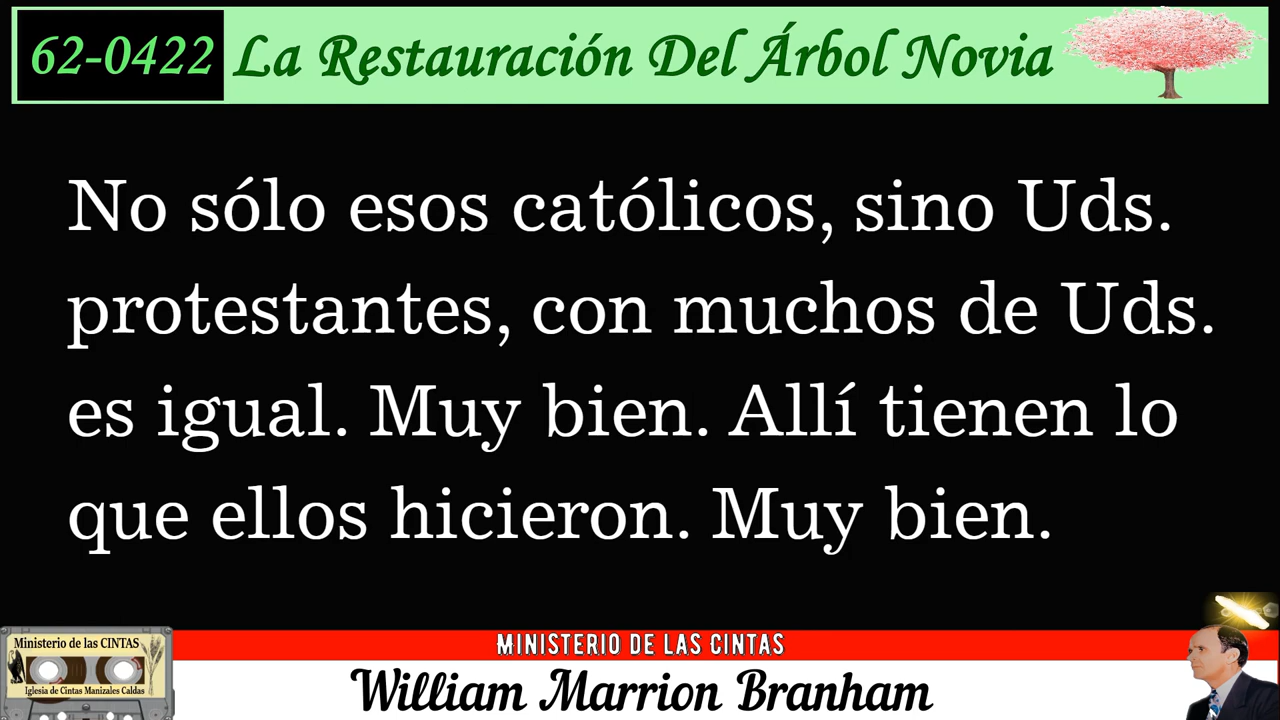 62-0422 La Restauración Del Árbol Novia
No sólo esos católicos, sino Uds.
protestantes, con muchos de Uds.
es igual. Muy bien. Allí tienen lo
que ellos hicieron. Muy bien.
Ministerio de las CINTAS
Iglesia de Cintas Manizales Caldas
MINISTERIO DE LAS CINTAS
William Marrion Branham